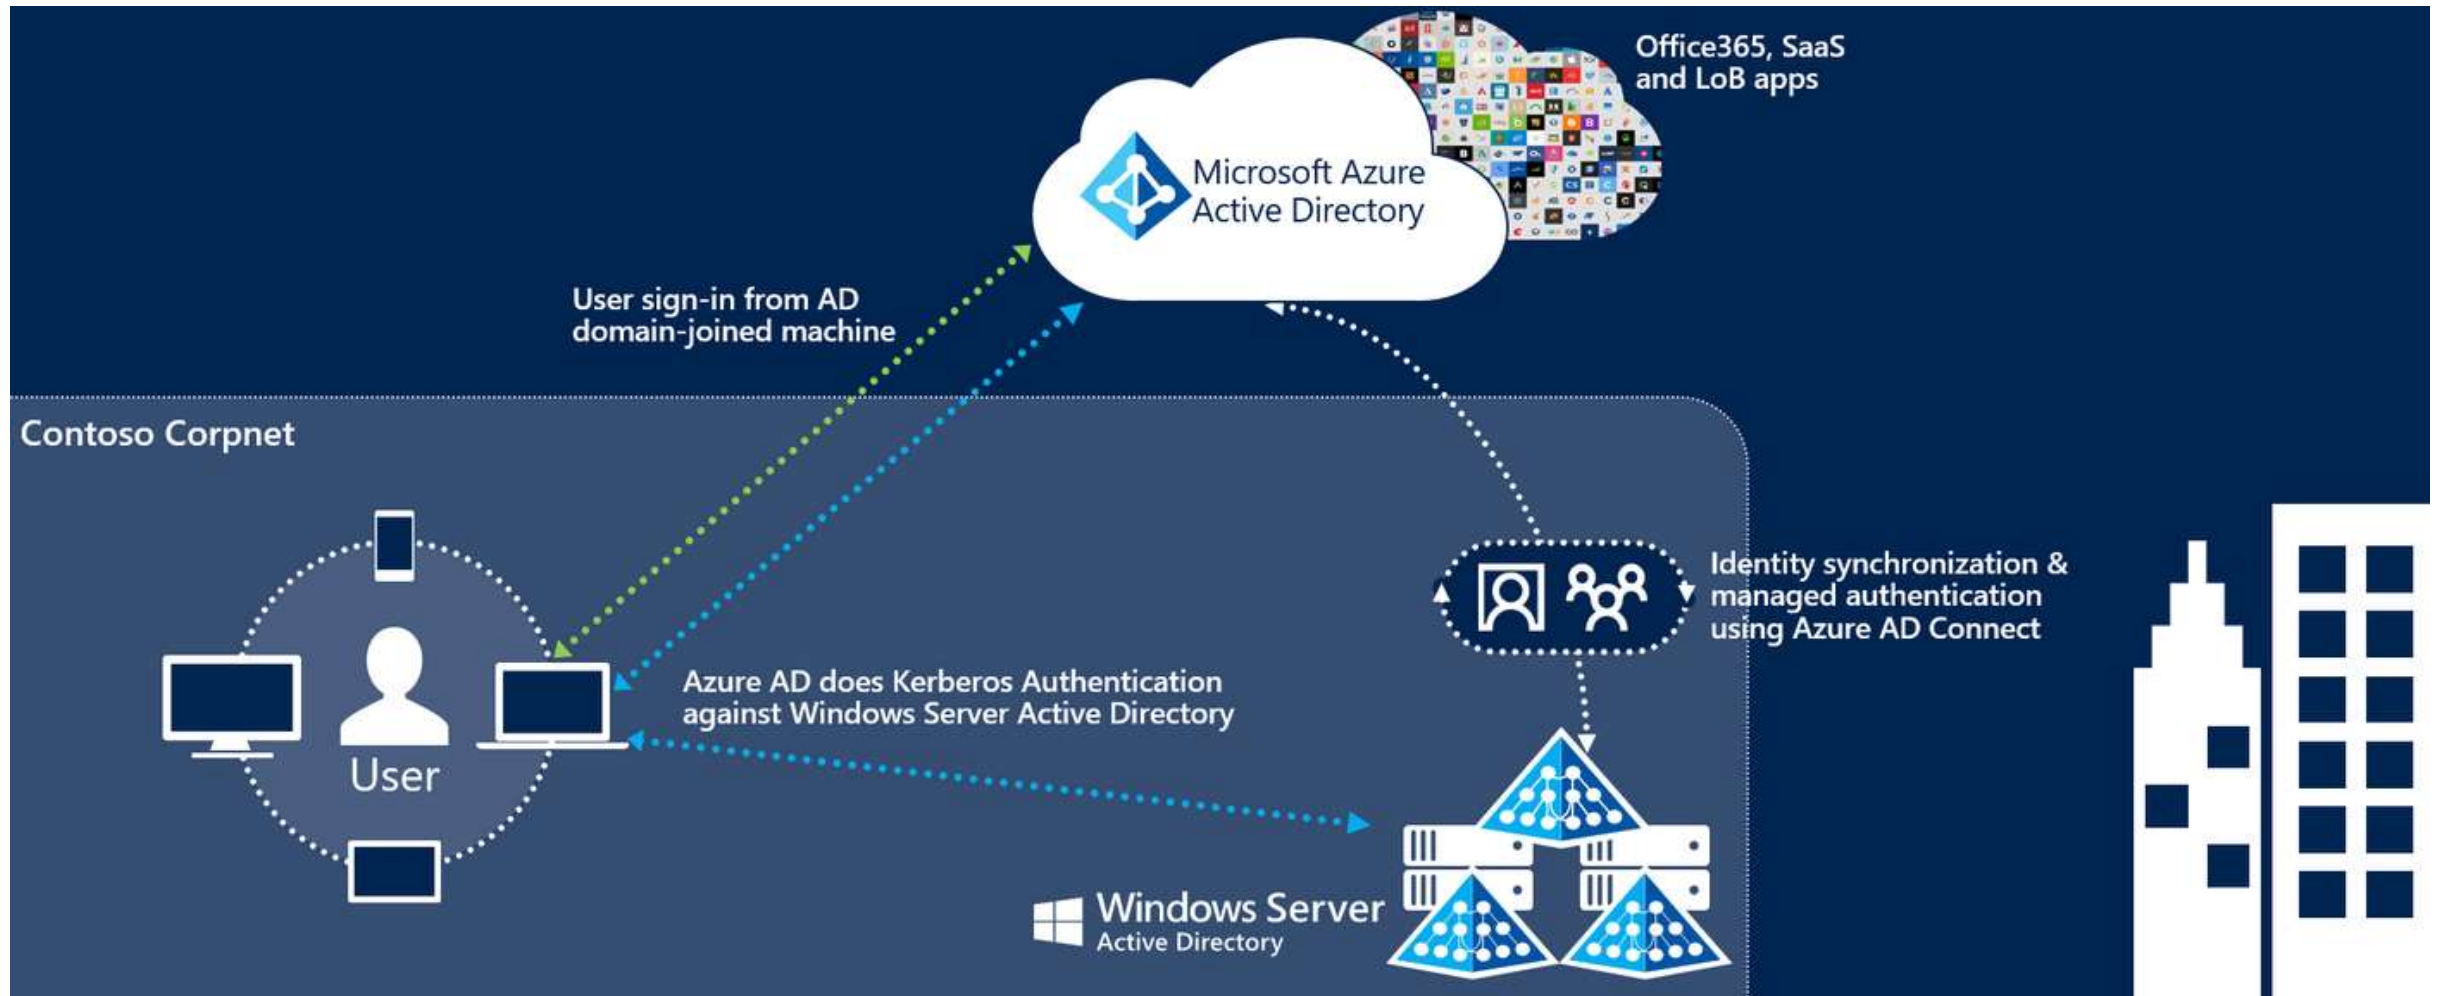 Office365, SaaS
and LoB apps
Microsoft Azure
Active Directory
User sign-in from AD
domain-joined machine
Contoso Corpnet
Identity synchronization &
managed authentication
using Azure AD Connect
Azure AD does Kerberos Authentication
against Windows Server Active Directory
User
Windows Server
Active Directory